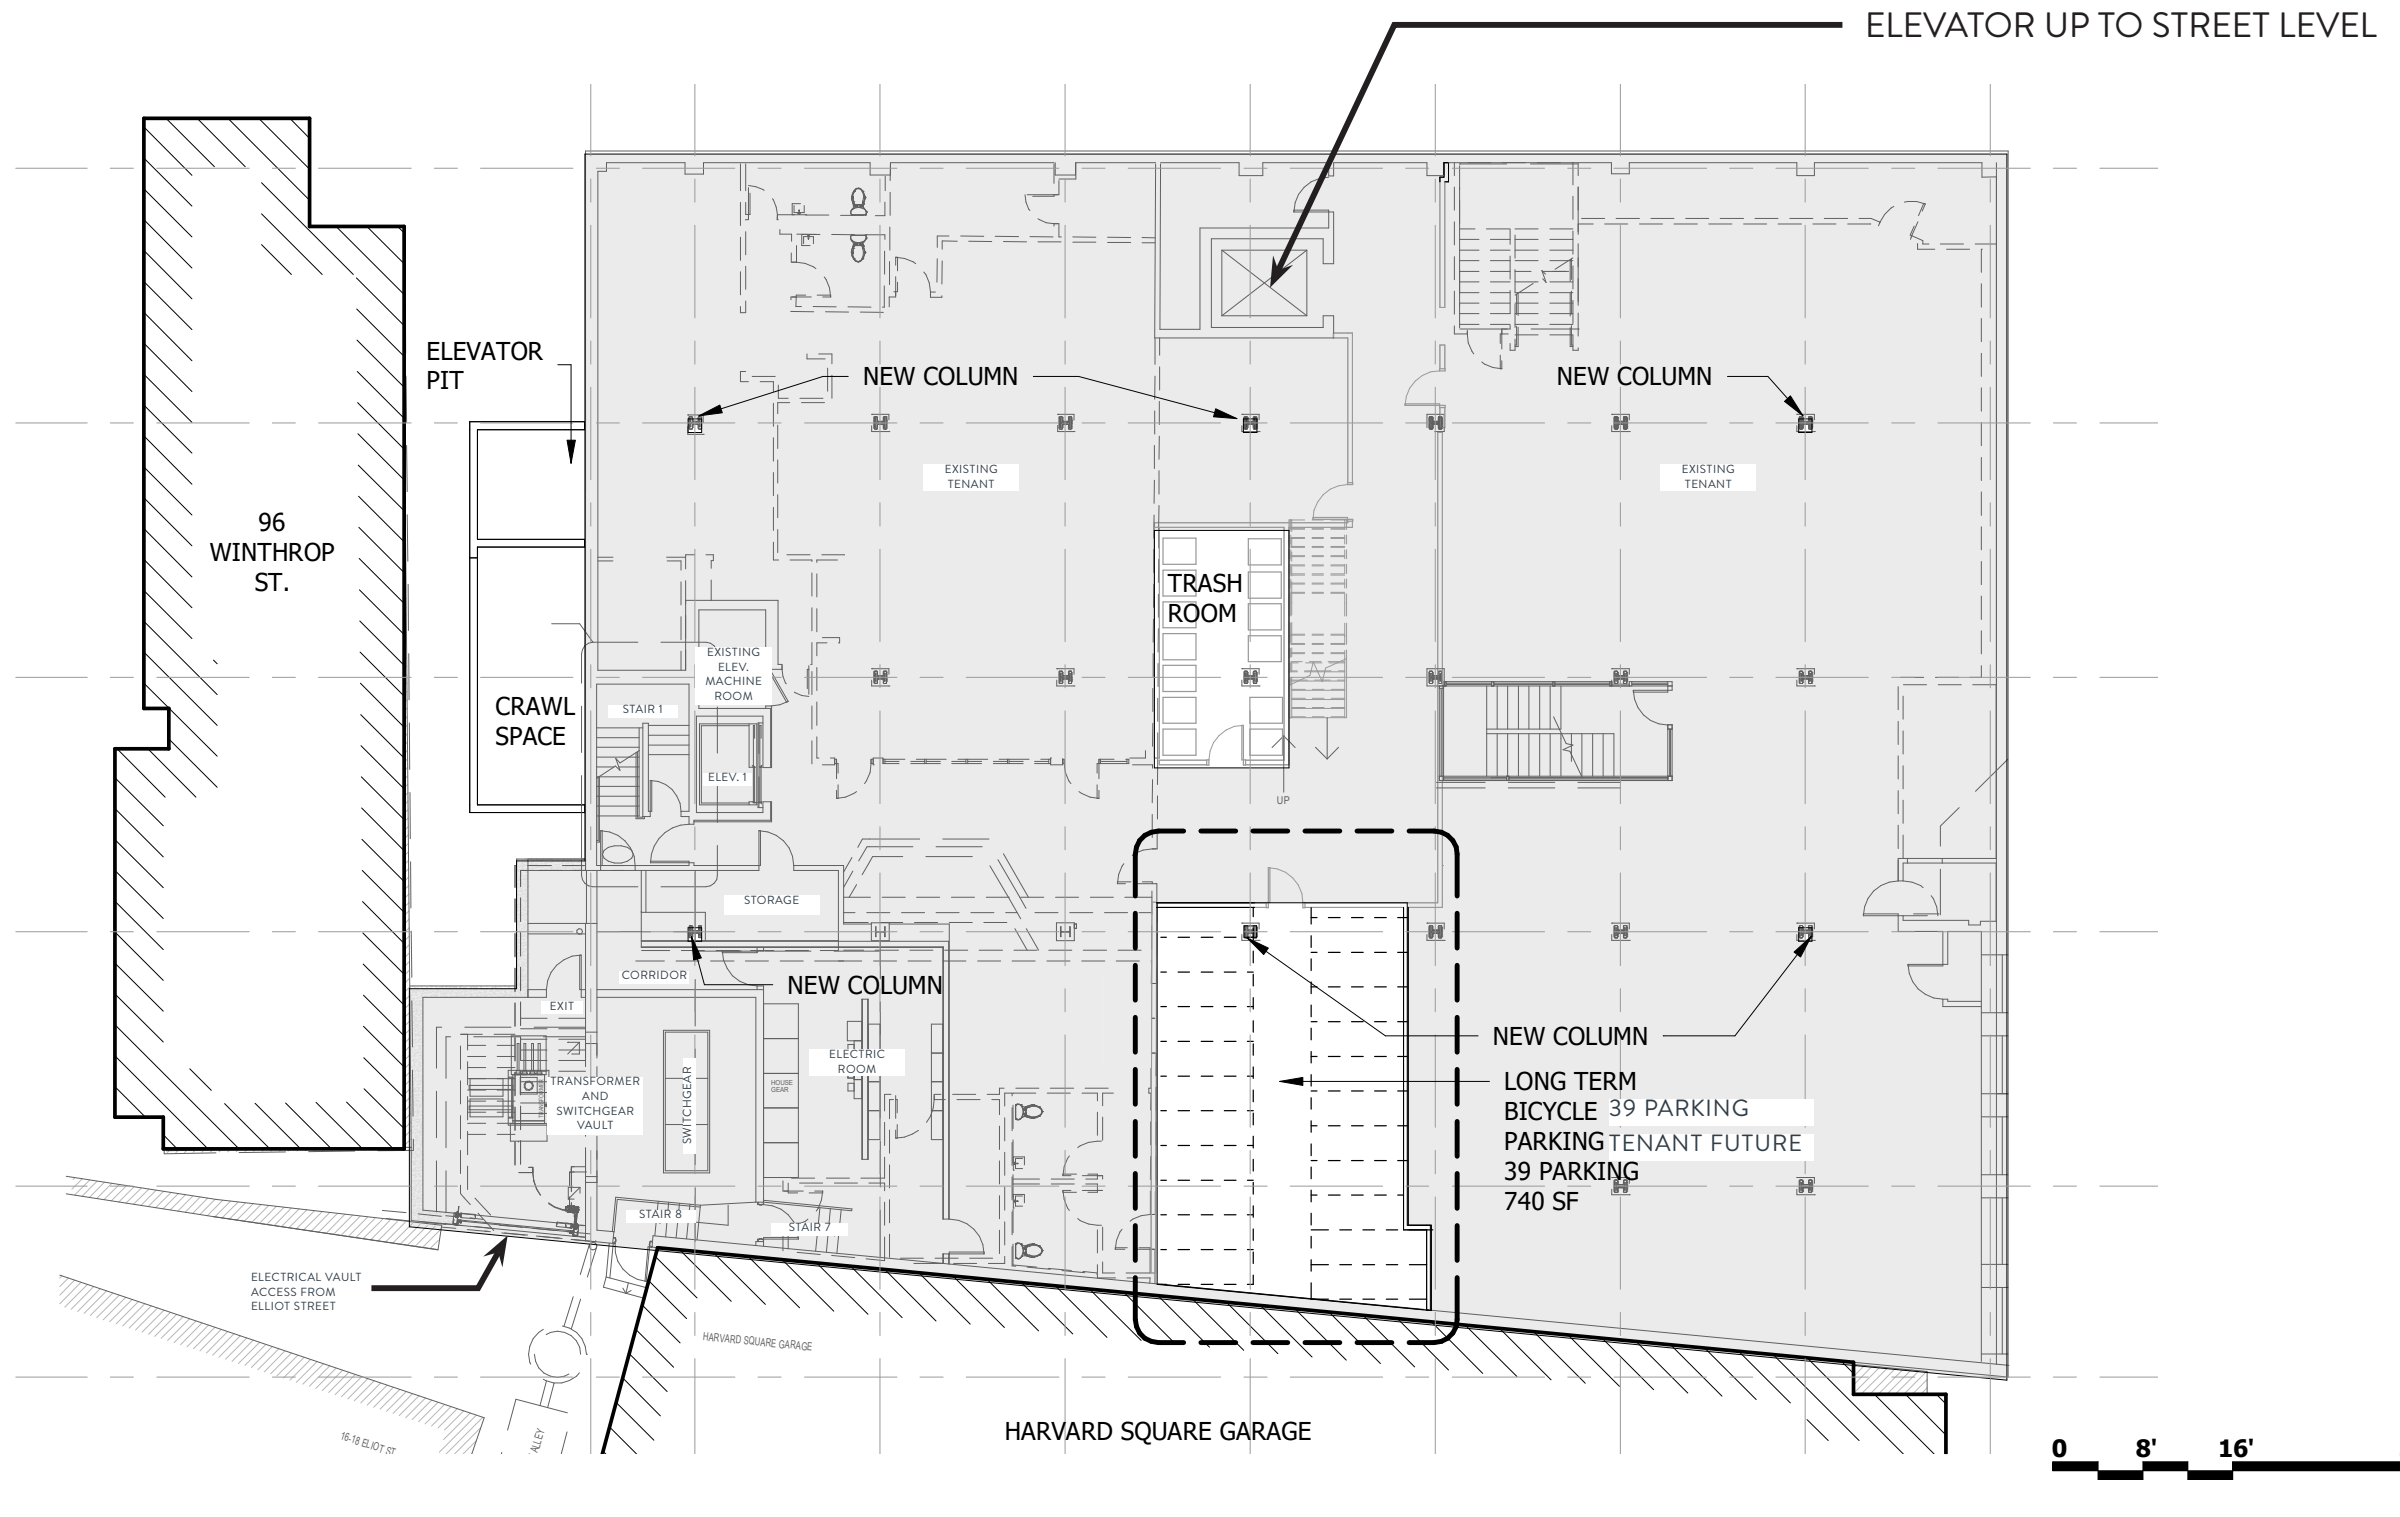 ELEVATOR UP TO STREET LEVEL
ELEVATOR
PIT
NEW COLUMN
NEW COLUMN
EXISTING
TENANT
EXISTING
TENANT
96
WINTHROP
ST.
TRASH
ROOM
EXISTING
ELEV.
MACHINE
ROOM
CRAWL
SPACE
STAIR 1
ELEV. 1
UP
STORAGE
CORRIDOR
NEW COLUMN
EXIT
NEW COLUMN
ELECTRIC
ROOM
SWITCHGEAR
HOUSE
GEAR
TRANSFORMER
AND
SWITCHGEAR
VAULT
LONG TERM
BICYCLE
PARKING
39 PARKING
740 SF
39 PARKING
TENANT FUTURE
STAIR 8
STAIR 7
ELECTRICAL VAULT
ACCESS FROM
ELLIOT STREET
HARVARD SQUARE GARAGE
HARVARD SQUARE GARAGE
16-18 ELIOT ST
ALLEY
0 8' 16'